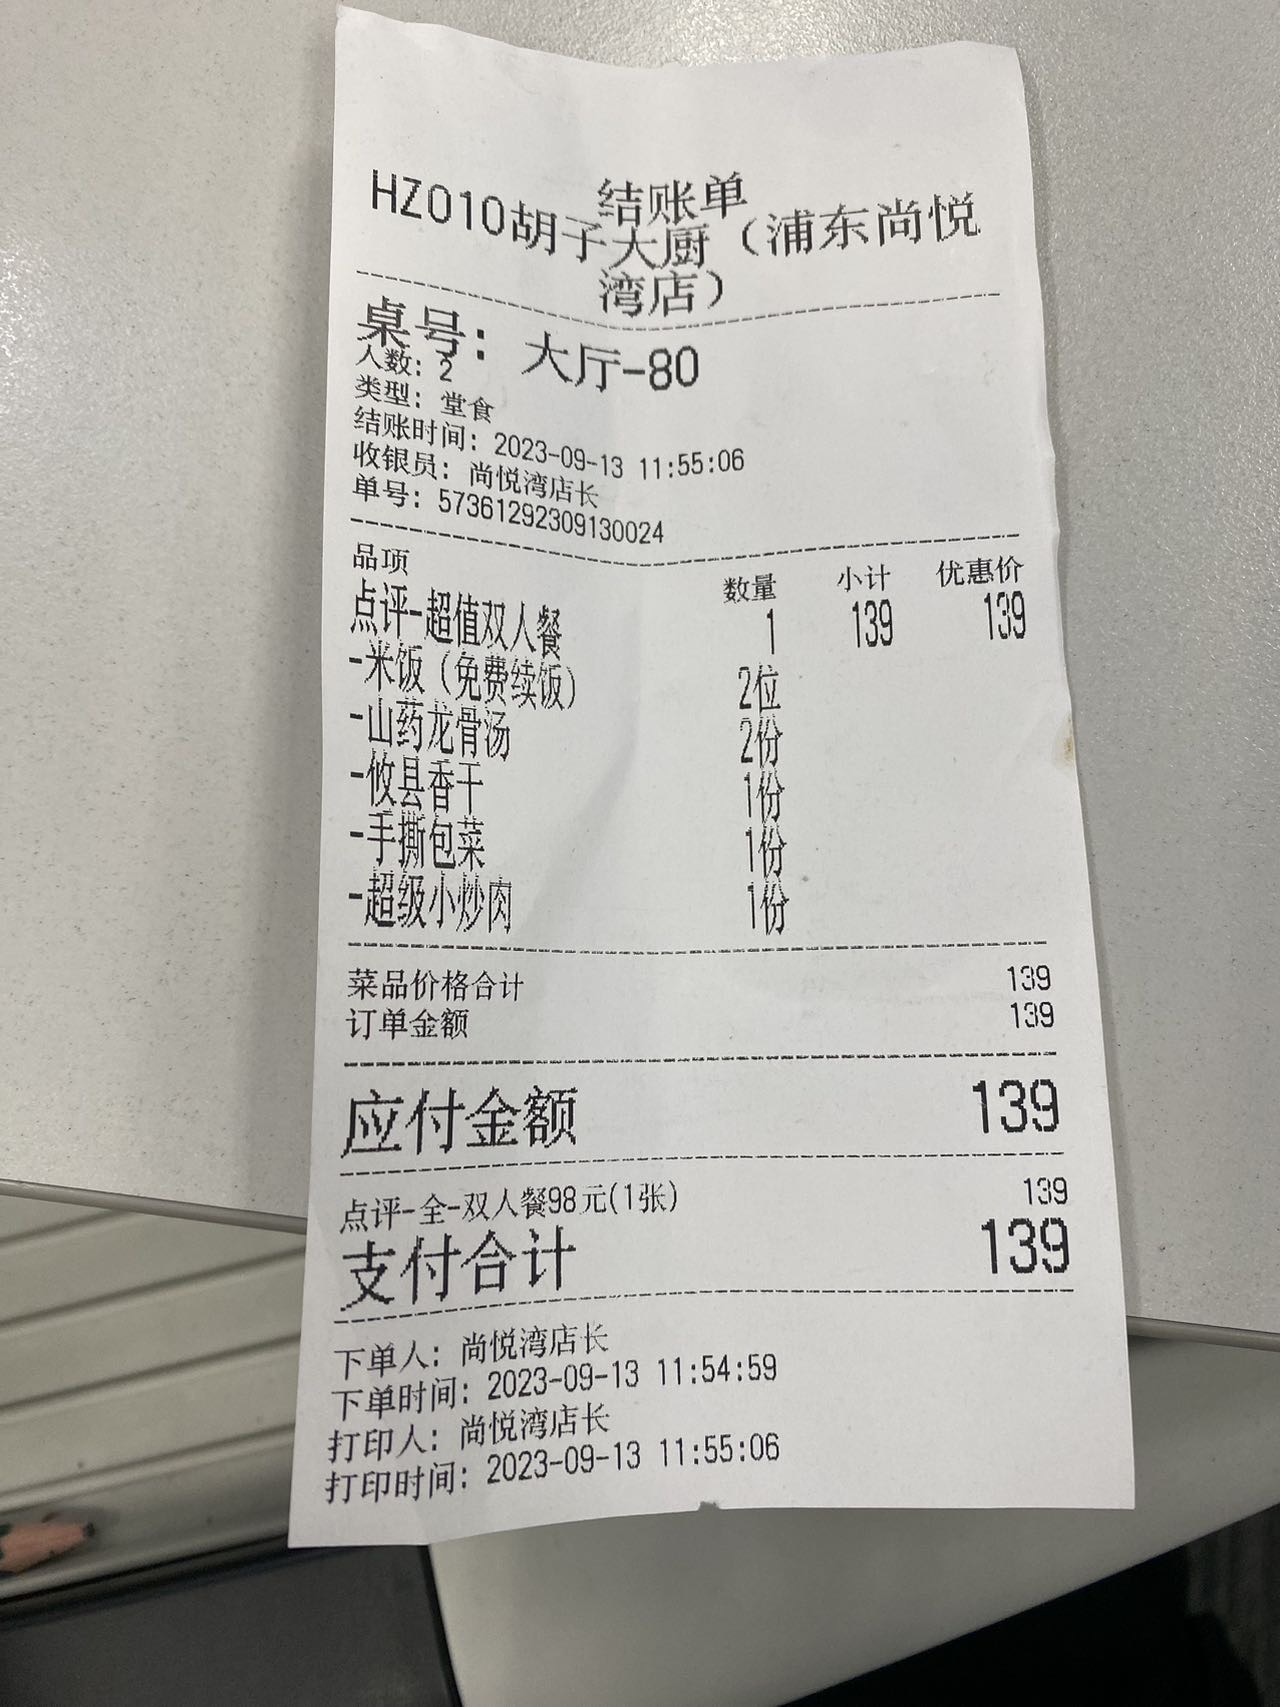 结账单
HZ010胡子大厨（浦东尚悦
湾店）
桌号：大厅-80
人数：2
类型：堂食
结账时间：2023-09-13 11:55:06
收银员：尚悦湾店长
单号：57361292309130024
品项 数量 小计 优惠价
点评-超值双人餐 1 139 139
-米饭（免费续饭） 2位
-山药龙骨汤 2份
-攸县香干 1份
-手撕包菜 1份
-超级小炒肉 1份
菜品价格合计 139
订单金额 139
应付金额 139
点评-全-双人餐98元(1张) 139
支付合计 139
下单人：尚悦湾店长
下单时间：2023-09-13 11:54:59
打印人：尚悦湾店长
打印时间：2023-09-13 11:55:06